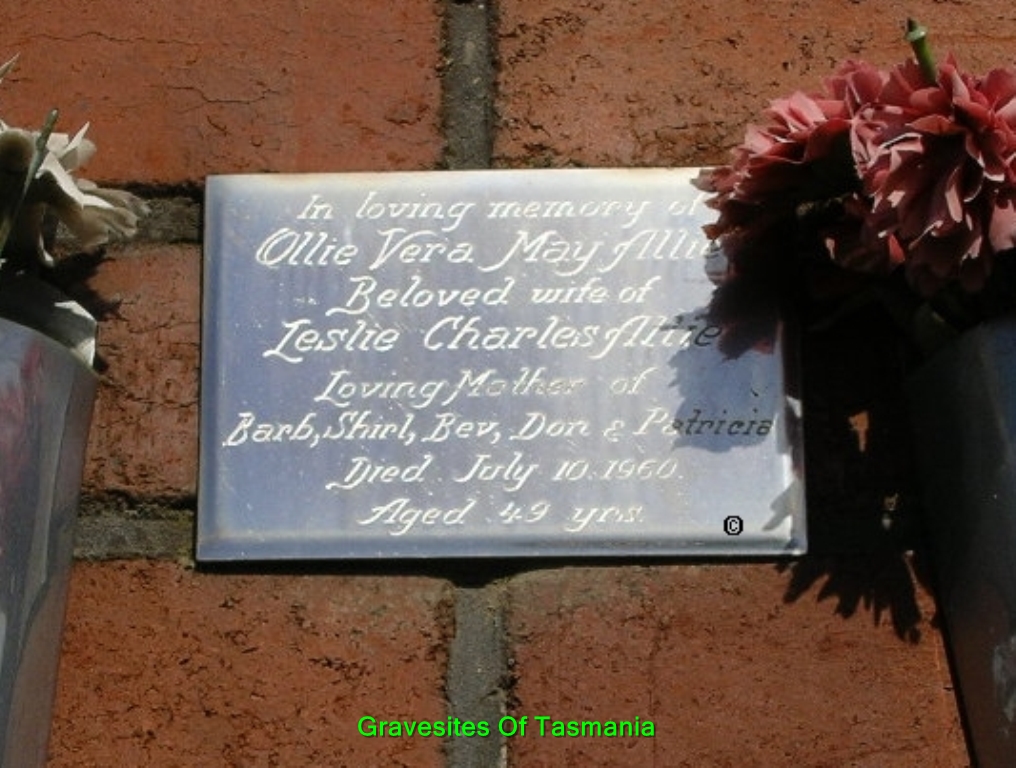 In loving memory of
Ollie Vera May Allie
Beloved wife of
Leslie Charles Allie
Loving Mother of
Barb, Shirl, Bev, Don & Patricia
Died July 10.1960.
Aged 49 yrs.
©
Gravesites Of Tasmania